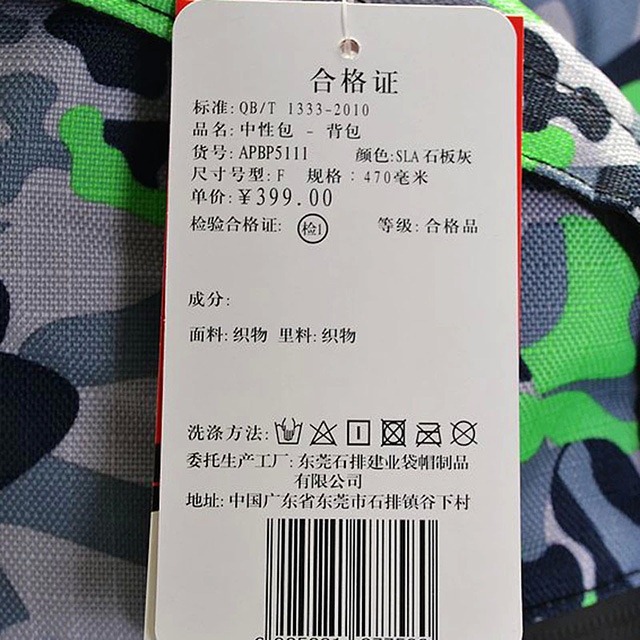 合格证
标准: QB/T 1333-2010
品名: 中性包 - 背包
货号: APBP5111 颜色: SLA 石板灰
尺寸号型: F 规格: 470毫米
单价: ¥399.00
检验合格证: 检1 等级: 合格品
成分:
面料: 织物 里料: 织物
洗涤方法:
委托生产工厂: 东莞石排建业袋帽制品
有限公司
地址: 中国广东省东莞市石排镇谷下村